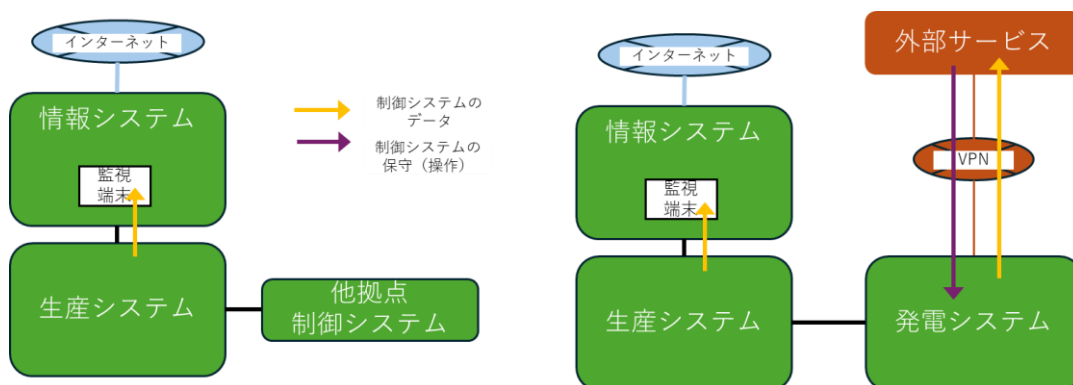 インターネット
情報システム
監視
端末
生産システム
他拠点
制御システム
制御システムの
データ
制御システムの
保守（操作）
インターネット
情報システム
監視
端末
生産システム
外部サービス
VPN
発電システム